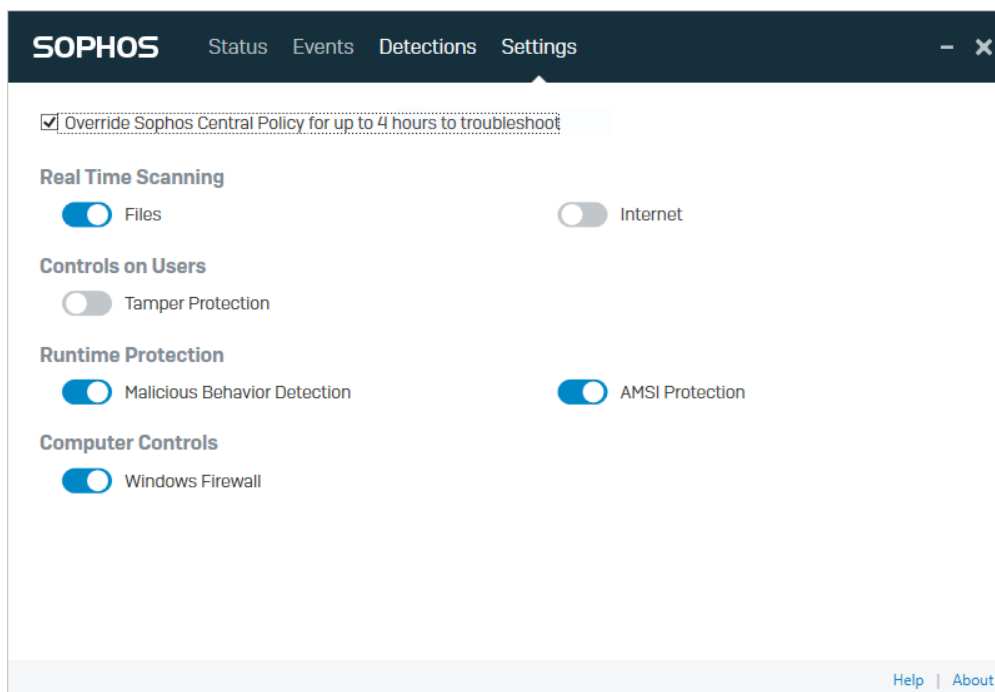 SOPHOS Status Events Detections Settings
Override Sophos Central Policy for up to 4 hours to troubleshoot
Real Time Scanning
Files Internet
Controls on Users
Tamper Protection
Runtime Protection
Malicious Behavior Detection AMSI Protection
Computer Controls
Windows Firewall
Help | About